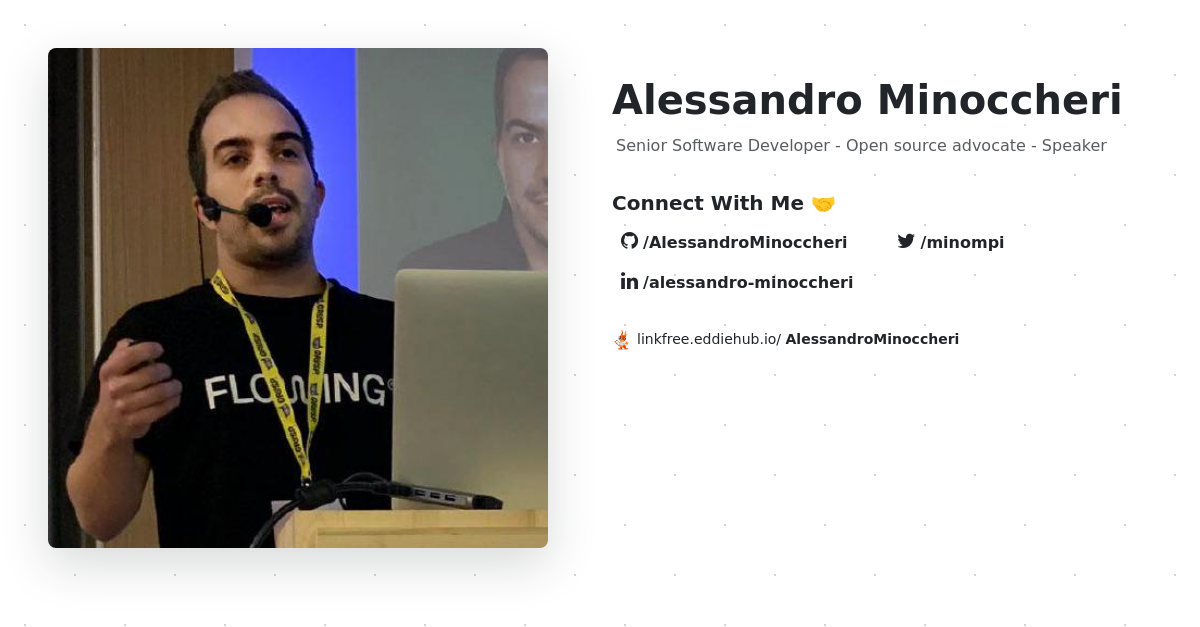 Alessandro Minoccheri
Senior Software Developer - Open source advocate - Speaker
Connect With Me 🤝
/AlessandroMinoccheri
/minompi
/alessandro-minoccheri
linkfree.eddiehub.io/ AlessandroMinoccheri
FLOWING